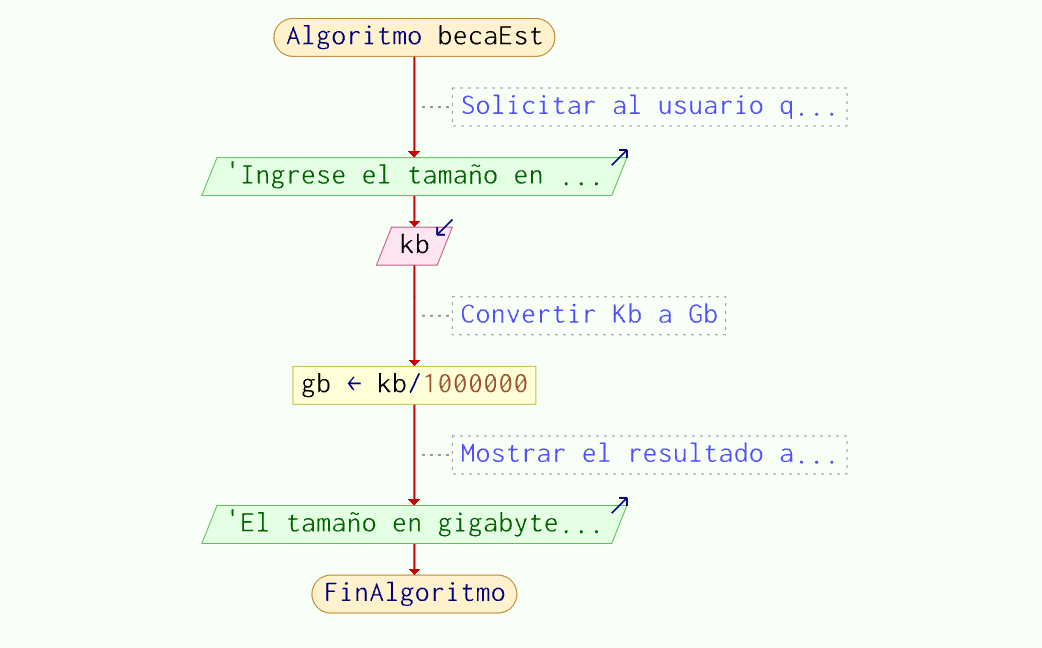 Algoritmo becaEst
Solicitar al usuario q...
'Ingrese el tamaño en ...
kb
Convertir Kb a Gb
gb ← kb/1000000
Mostrar el resultado a...
'El tamaño en gigabyte...
FinAlgoritmo